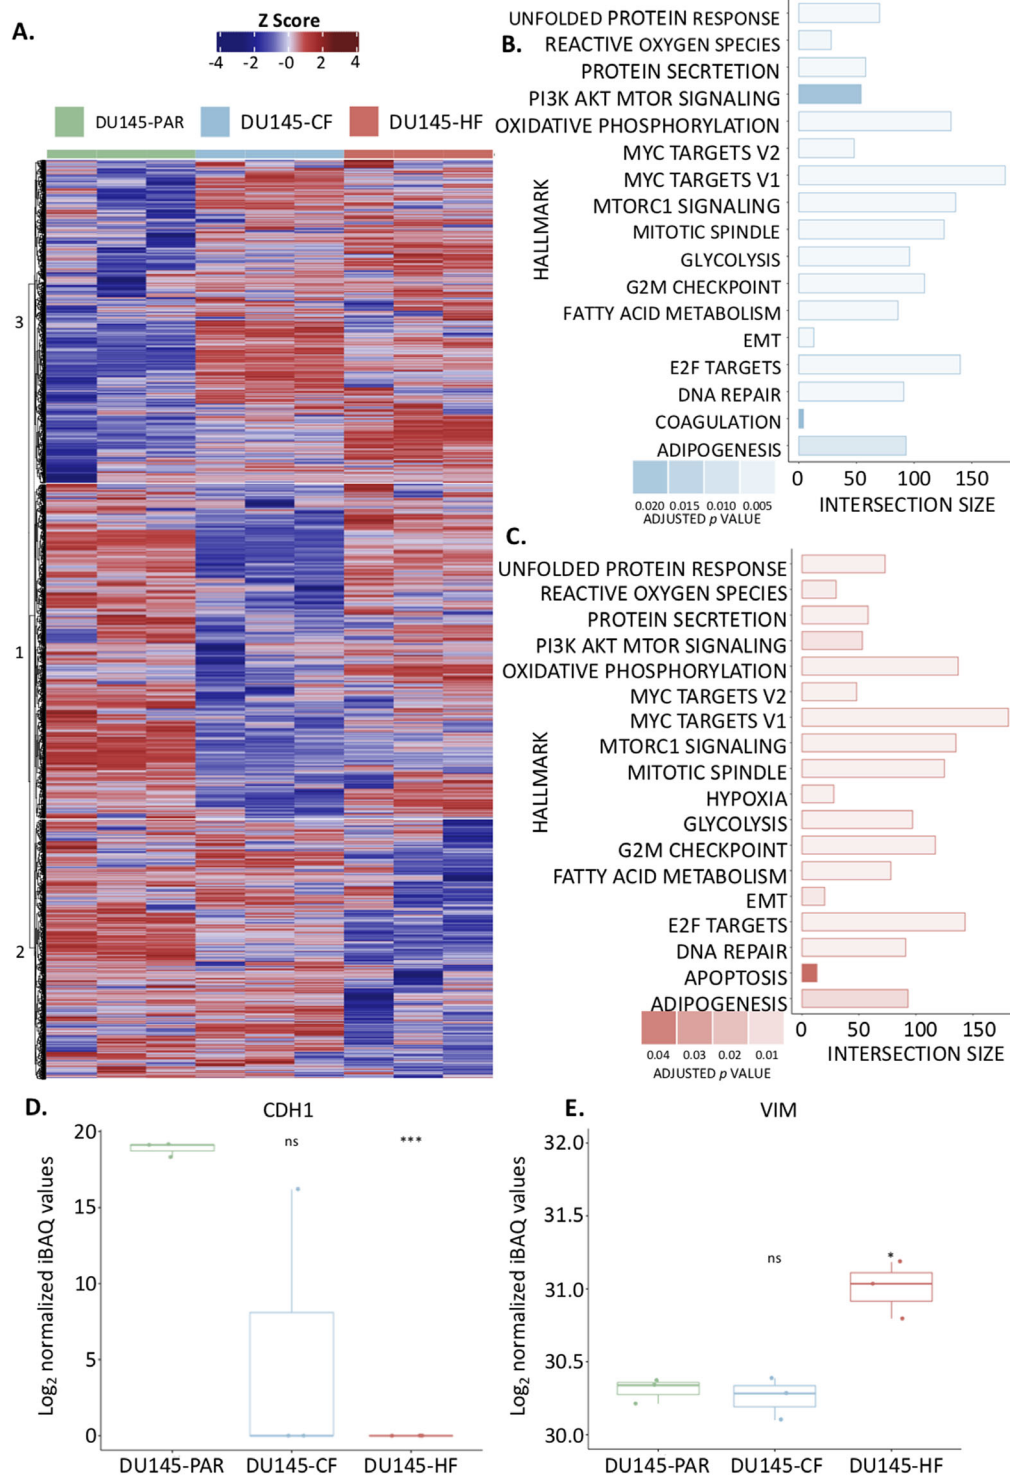 A.
Z Score
-4 -2 -0 2 4
DU145-PAR DU145-CF DU145-HF
3
1
2
B.
HALLMARK
UNFOLDED PROTEIN RESPONSE
REACTIVE OXYGEN SPECIES
PROTEIN SECRTETION
PI3K AKT MTOR SIGNALING
OXIDATIVE PHOSPHORYLATION
MYC TARGETS V2
MYC TARGETS V1
MTORC1 SIGNALING
MITOTIC SPINDLE
GLYCOLYSIS
G2M CHECKPOINT
FATTY ACID METABOLISM
EMT
E2F TARGETS
DNA REPAIR
COAGULATION
ADIPOGENESIS
0 50 100 150
INTERSECTION SIZE
0.020 0.015 0.010 0.005
ADJUSTED p VALUE
C.
HALLMARK
UNFOLDED PROTEIN RESPONSE
REACTIVE OXYGEN SPECIES
PROTEIN SECRTETION
PI3K AKT MTOR SIGNALING
OXIDATIVE PHOSPHORYLATION
MYC TARGETS V2
MYC TARGETS V1
MTORC1 SIGNALING
MITOTIC SPINDLE
HYPOXIA
GLYCOLYSIS
G2M CHECKPOINT
FATTY ACID METABOLISM
EMT
E2F TARGETS
DNA REPAIR
APOPTOSIS
ADIPOGENESIS
0 50 100 150
INTERSECTION SIZE
0.04 0.03 0.02 0.01
ADJUSTED p VALUE
D.
CDH1
Log2 normalized iBAQ values
20
15
10
5
0
ns
***
DU145-PAR DU145-CF DU145-HF
E.
VIM
Log2 normalized iBAQ values
32.0
31.5
31.0
30.5
30.0
ns
*
DU145-PAR DU145-CF DU145-HF